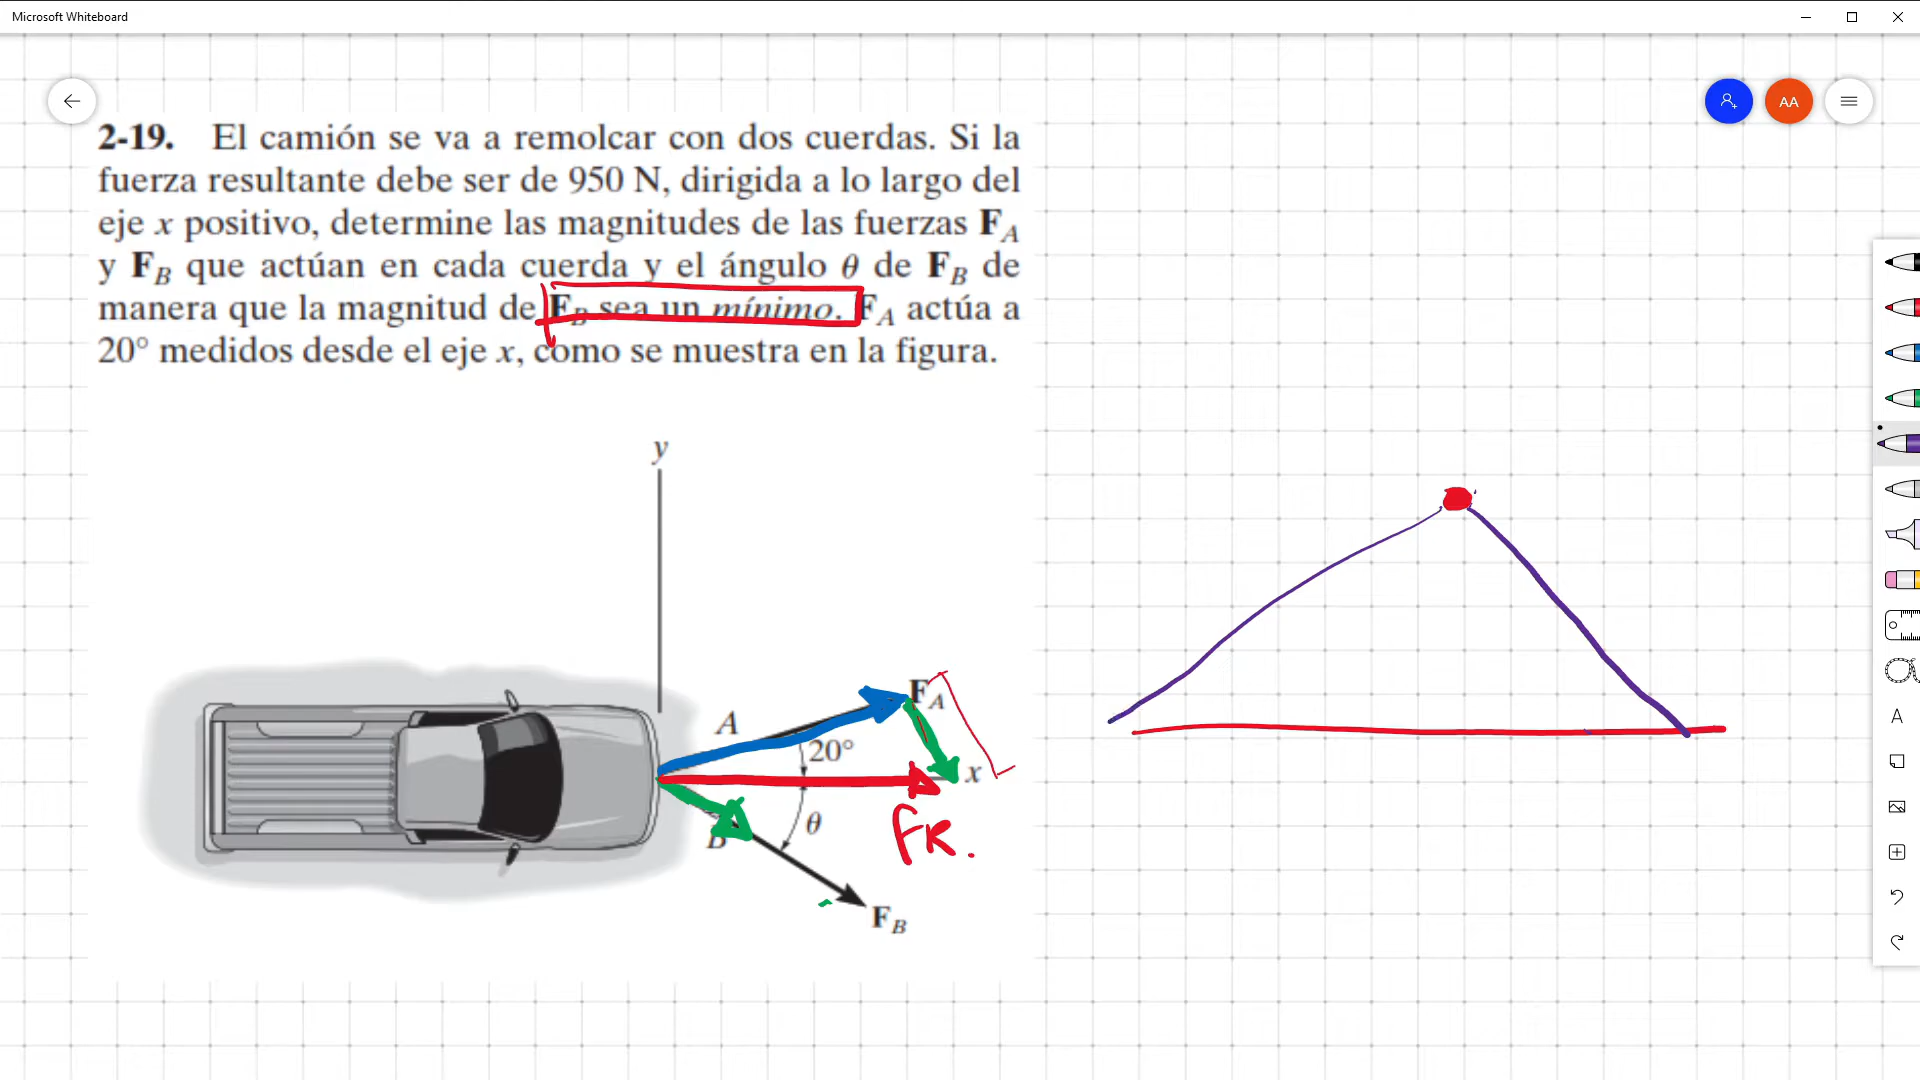 Microsoft Whiteboard
AA
2-19. El camión se va a remolcar con dos cuerdas. Si la
fuerza resultante debe ser de 950 N, dirigida a lo largo del
eje x positivo, determine las magnitudes de las fuerzas F_A
y F_B que actúan en cada cuerda y el ángulo θ de F_B de
manera que la magnitud de F_B sea un mínimo. F_A actúa a
20° medidos desde el eje x, como se muestra en la figura.
y
F_A
A
20°
x
θ
B
FR.
F_B
A